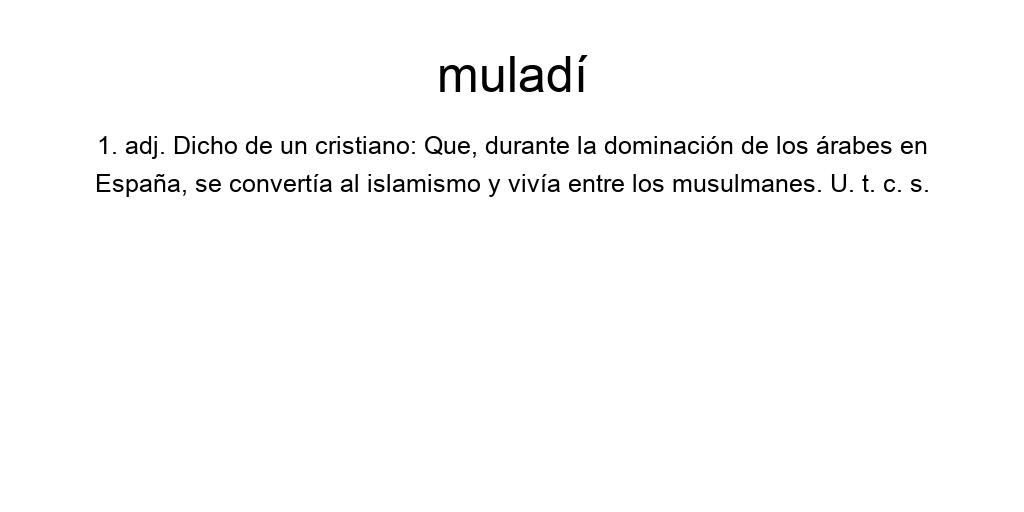 muladí
1. adj. Dicho de un cristiano: Que, durante la dominación de los árabes en
España, se convertía al islamismo y vivía entre los musulmanes. U. t. c. s.